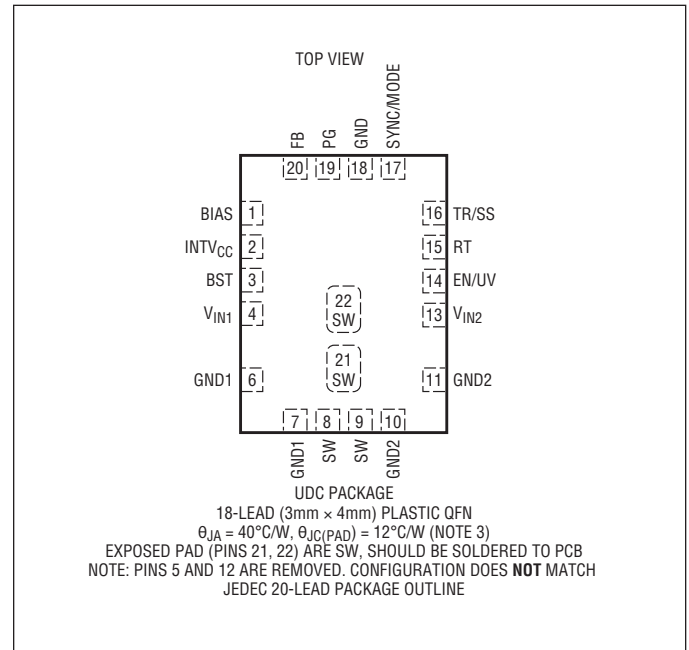 TOP VIEW
FB
PG
GND
SYNC/MODE
20 19 18 17
BIAS 1
16 TR/SS
INTVCC 2
15 RT
BST 3
14 EN/UV
VIN1 4
13 VIN2
22
SW
21
SW
GND1 6
11 GND2
7 8 9 10
GND1
SW
SW
GND2
UDC PACKAGE
18-LEAD (3mm × 4mm) PLASTIC QFN
θJA = 40°C/W, θJC(PAD) = 12°C/W (NOTE 3)
EXPOSED PAD (PINS 21, 22) ARE SW, SHOULD BE SOLDERED TO PCB
NOTE: PINS 5 AND 12 ARE REMOVED. CONFIGURATION DOES NOT MATCH
JEDEC 20-LEAD PACKAGE OUTLINE